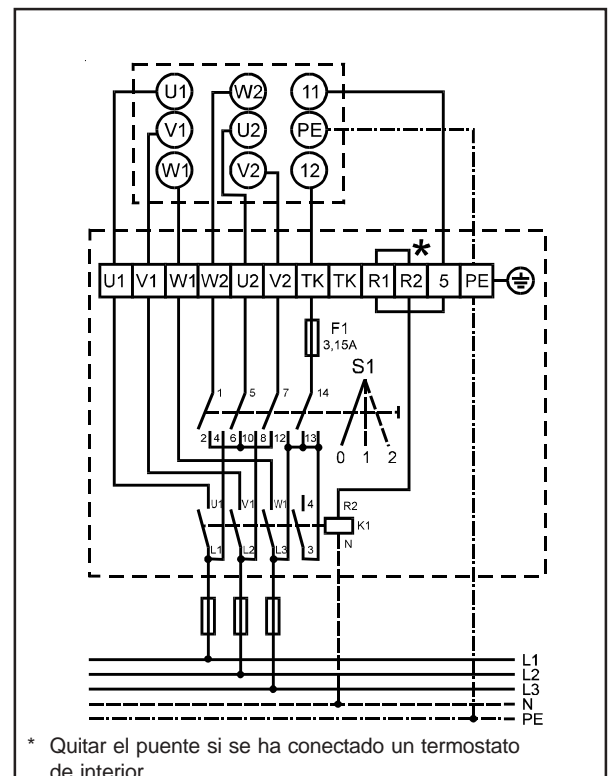 U1 W2 11
V1 U2 PE
W1 V2 12
*
U1 V1 W1 W2 U2 V2 TK TK R1 R2 5 PE
F1
3,15A
S1
1 5 7 14
2 4 6 10 8 12 13
0 1 2
U1 V1 W1 4 R2
K1
L1 L2 L3 3 N
L1
L2
L3
N
PE
* Quitar el puente si se ha conectado un termostato
de interior